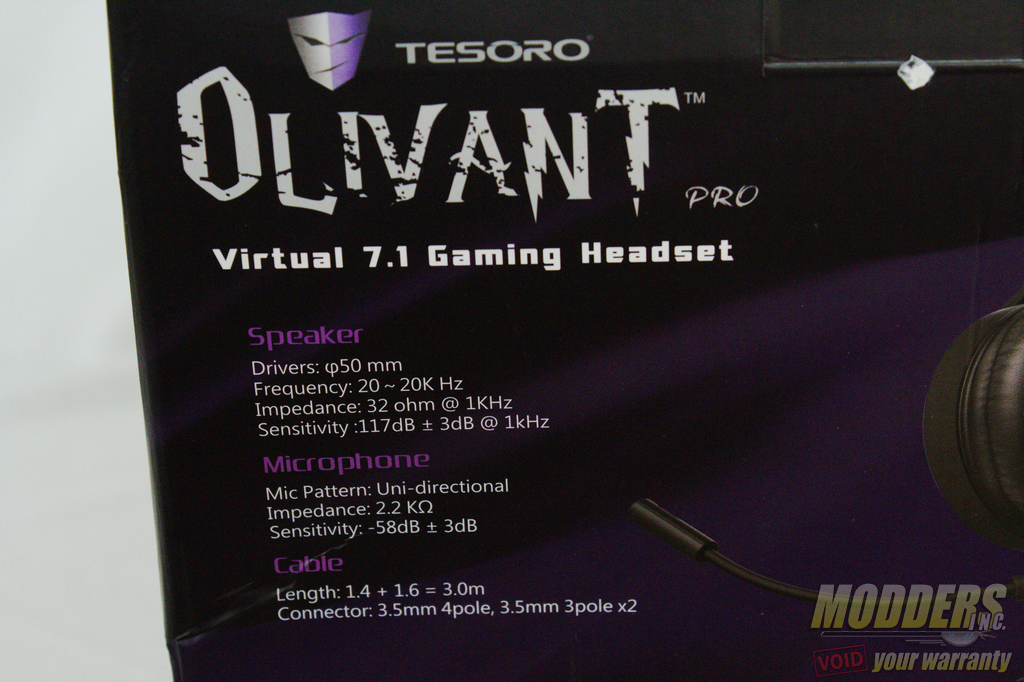 TESORO
OLIVANT™
PRO
Virtual 7.1 Gaming Headset
Speaker
Drivers: φ50 mm
Frequency: 20 ~ 20K Hz
Impedance: 32 ohm @ 1KHz
Sensitivity :117dB ± 3dB @ 1kHz
Microphone
Mic Pattern: Uni-directional
Impedance: 2.2 KΩ
Sensitivity: -58dB ± 3dB
Cable
Length: 1.4 + 1.6 = 3.0m
Connector: 3.5mm 4pole, 3.5mm 3pole x2
MODDERS
INC.
VOID your warranty